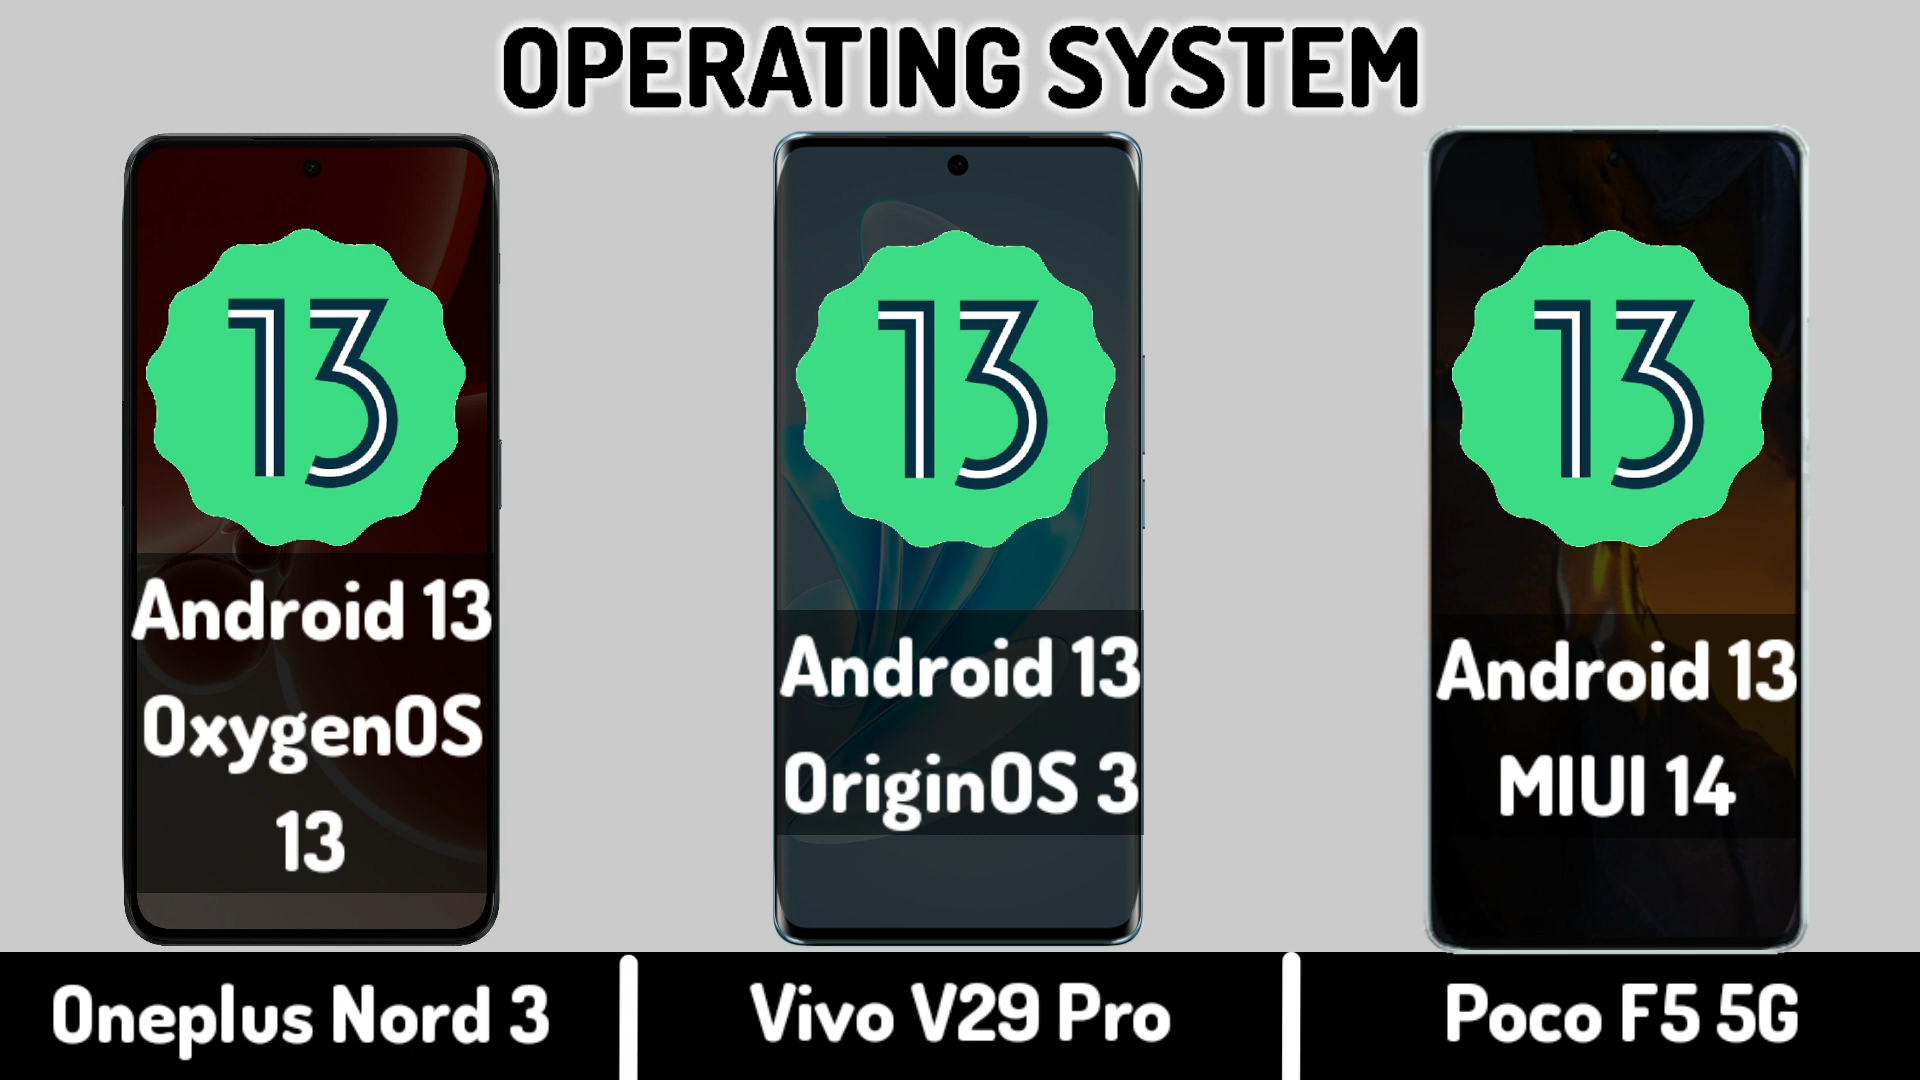 OPERATING SYSTEM
13
Android 13
OxygenOS
13
13
Android 13
OriginOS 3
13
Android 13
MIUI 14
Oneplus Nord 3
Vivo V29 Pro
Poco F5 5G